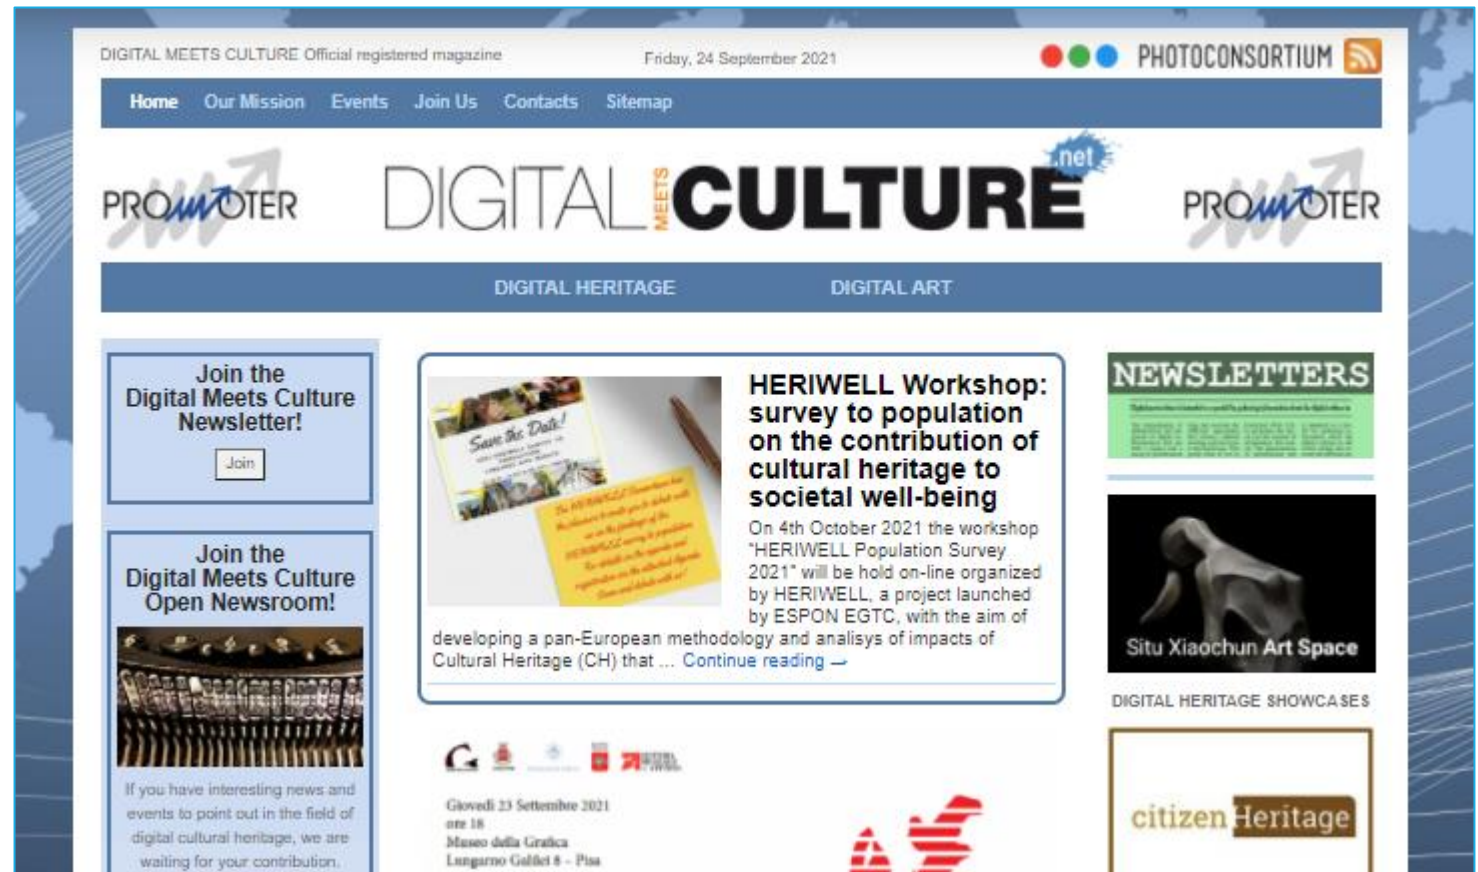 DIGITAL MEETS CULTURE Official registered magazine
Friday, 24 September 2021
PHOTOCONSORTIUM
Home Our Mission Events Join Us Contacts Sitemap
PROMOTER
DIGITAL MEETS CULTURE .net
PROMOTER
DIGITAL HERITAGE DIGITAL ART
Join the
Digital Meets Culture
Newsletter!
Join
Join the
Digital Meets Culture
Open Newsroom!
If you have interesting news and
events to point out in the field of
digital cultural heritage, we are
waiting for your contribution.
Save the Date!
HERIWELL Workshop:
survey to population
on the contribution of
cultural heritage to
societal well-being
On 4th October 2021 the workshop
"HERIWELL Population Survey
2021" will be hold on-line organized
by HERIWELL, a project launched
by ESPON EGTC, with the aim of
developing a pan-European methodology and analisys of impacts of
Cultural Heritage (CH) that ... Continue reading →
Giovedì 23 Settembre 2021
ore 18
Museo della Grafica
Lungarno Galilei 8 – Pisa
NEWSLETTERS
Situ Xiaochun Art Space
DIGITAL HERITAGE SHOWCASES
citizen Heritage